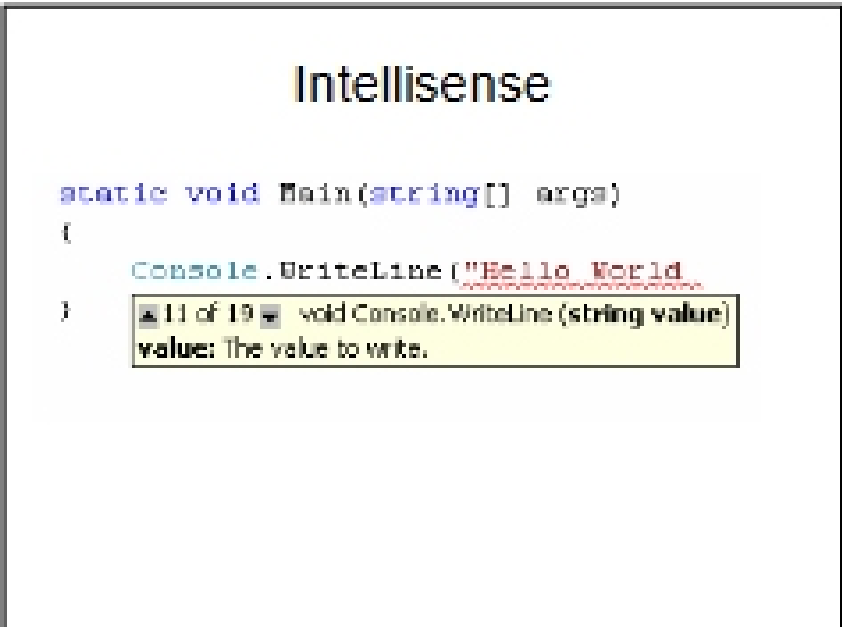 Intellisense
static void Main(string[] args)
{
Console.WriteLine("Hello World
}
▲ 11 of 19 ▼ void Console.WriteLine (string value)
value: The value to write.